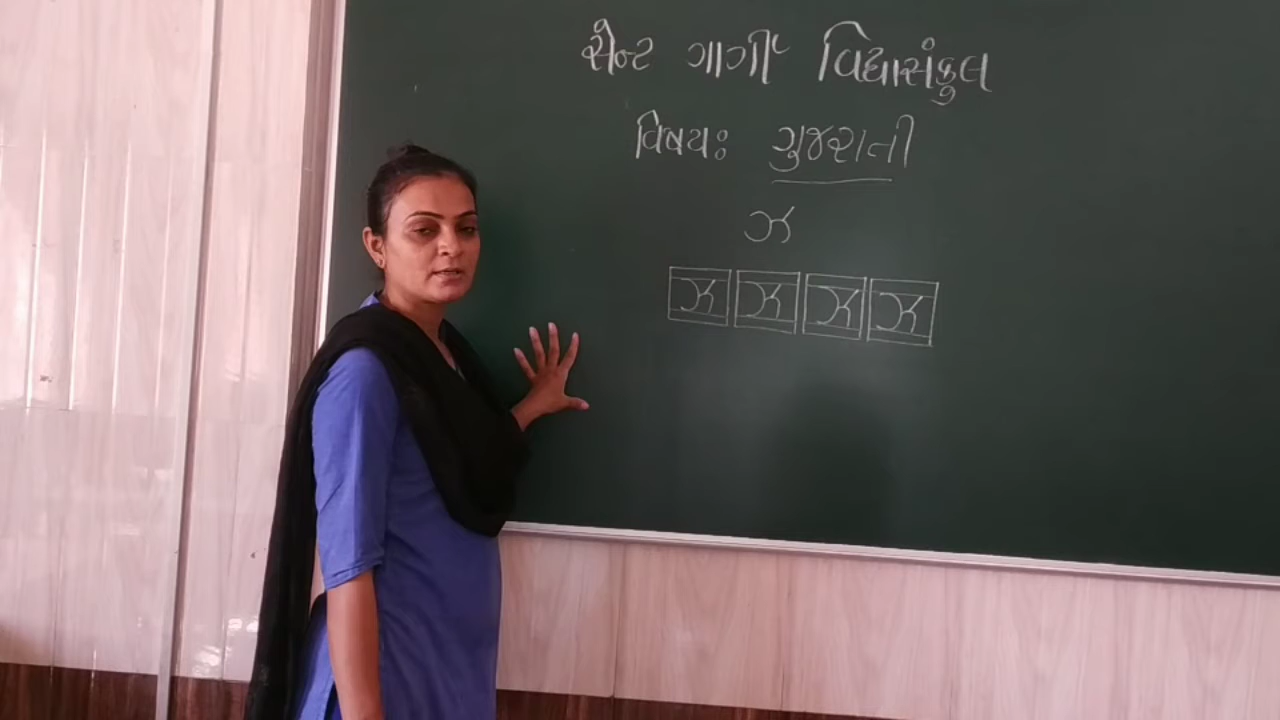 સેન્ટ ગાર્ગી વિદ્યાસંકુલ
વિષયઃ ગુજરાતી
ઝ
ઝ ઝ ઝ ઝ